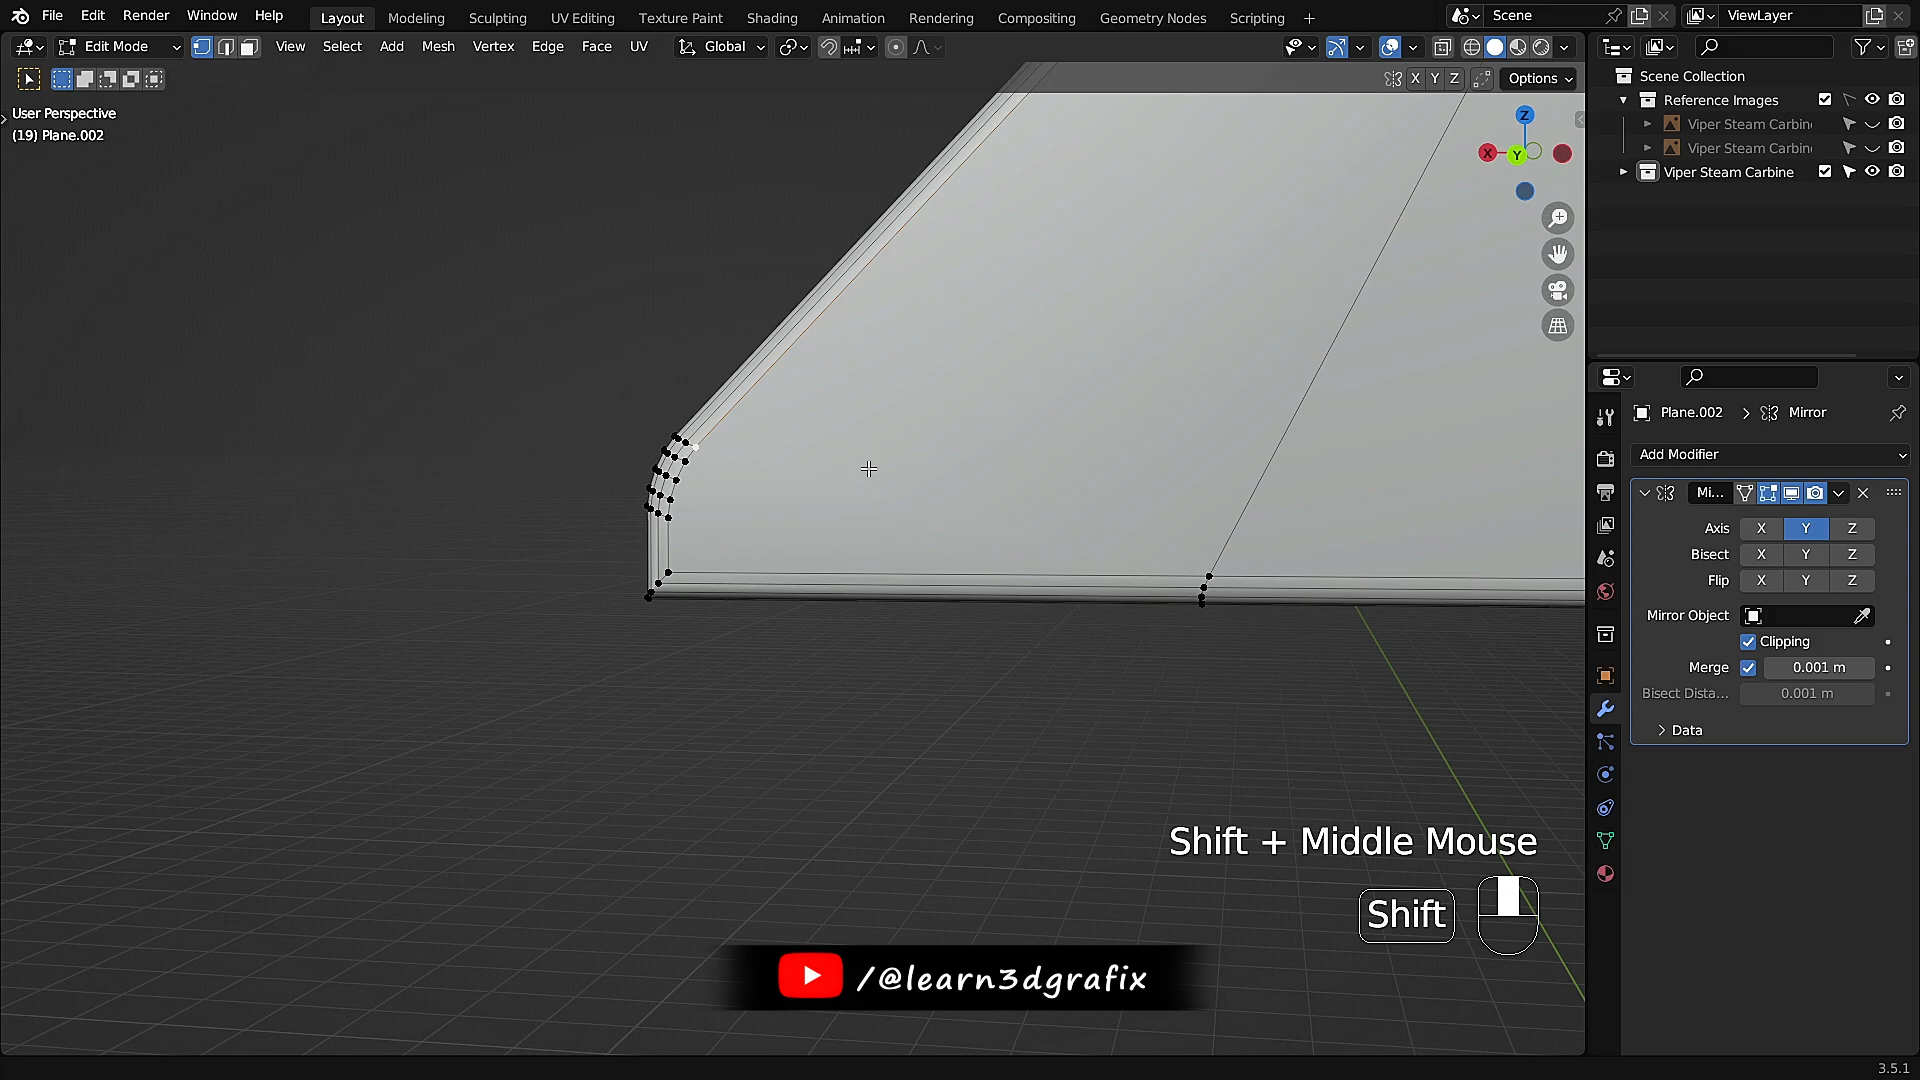 File Edit Render Window Help Layout Modeling Sculpting UV Editing Texture Paint Shading Animation Rendering Compositing Geometry Nodes Scripting Scene ViewLayer
Edit Mode View Select Add Mesh Vertex Edge Face UV Global
X Y Z Options
User Perspective
(19) Plane.002
Z
X Y
Scene Collection
Reference Images
Viper Steam Carbin
Viper Steam Carbin
Viper Steam Carbine
Plane.002 Mirror
Add Modifier
Mi...
Axis X Y Z
Bisect X Y Z
Flip X Y Z
Mirror Object
Clipping
Merge 0.001 m
Bisect Dista... 0.001 m
Data
Shift + Middle Mouse
Shift
/@learn3dgrafix
3.5.1